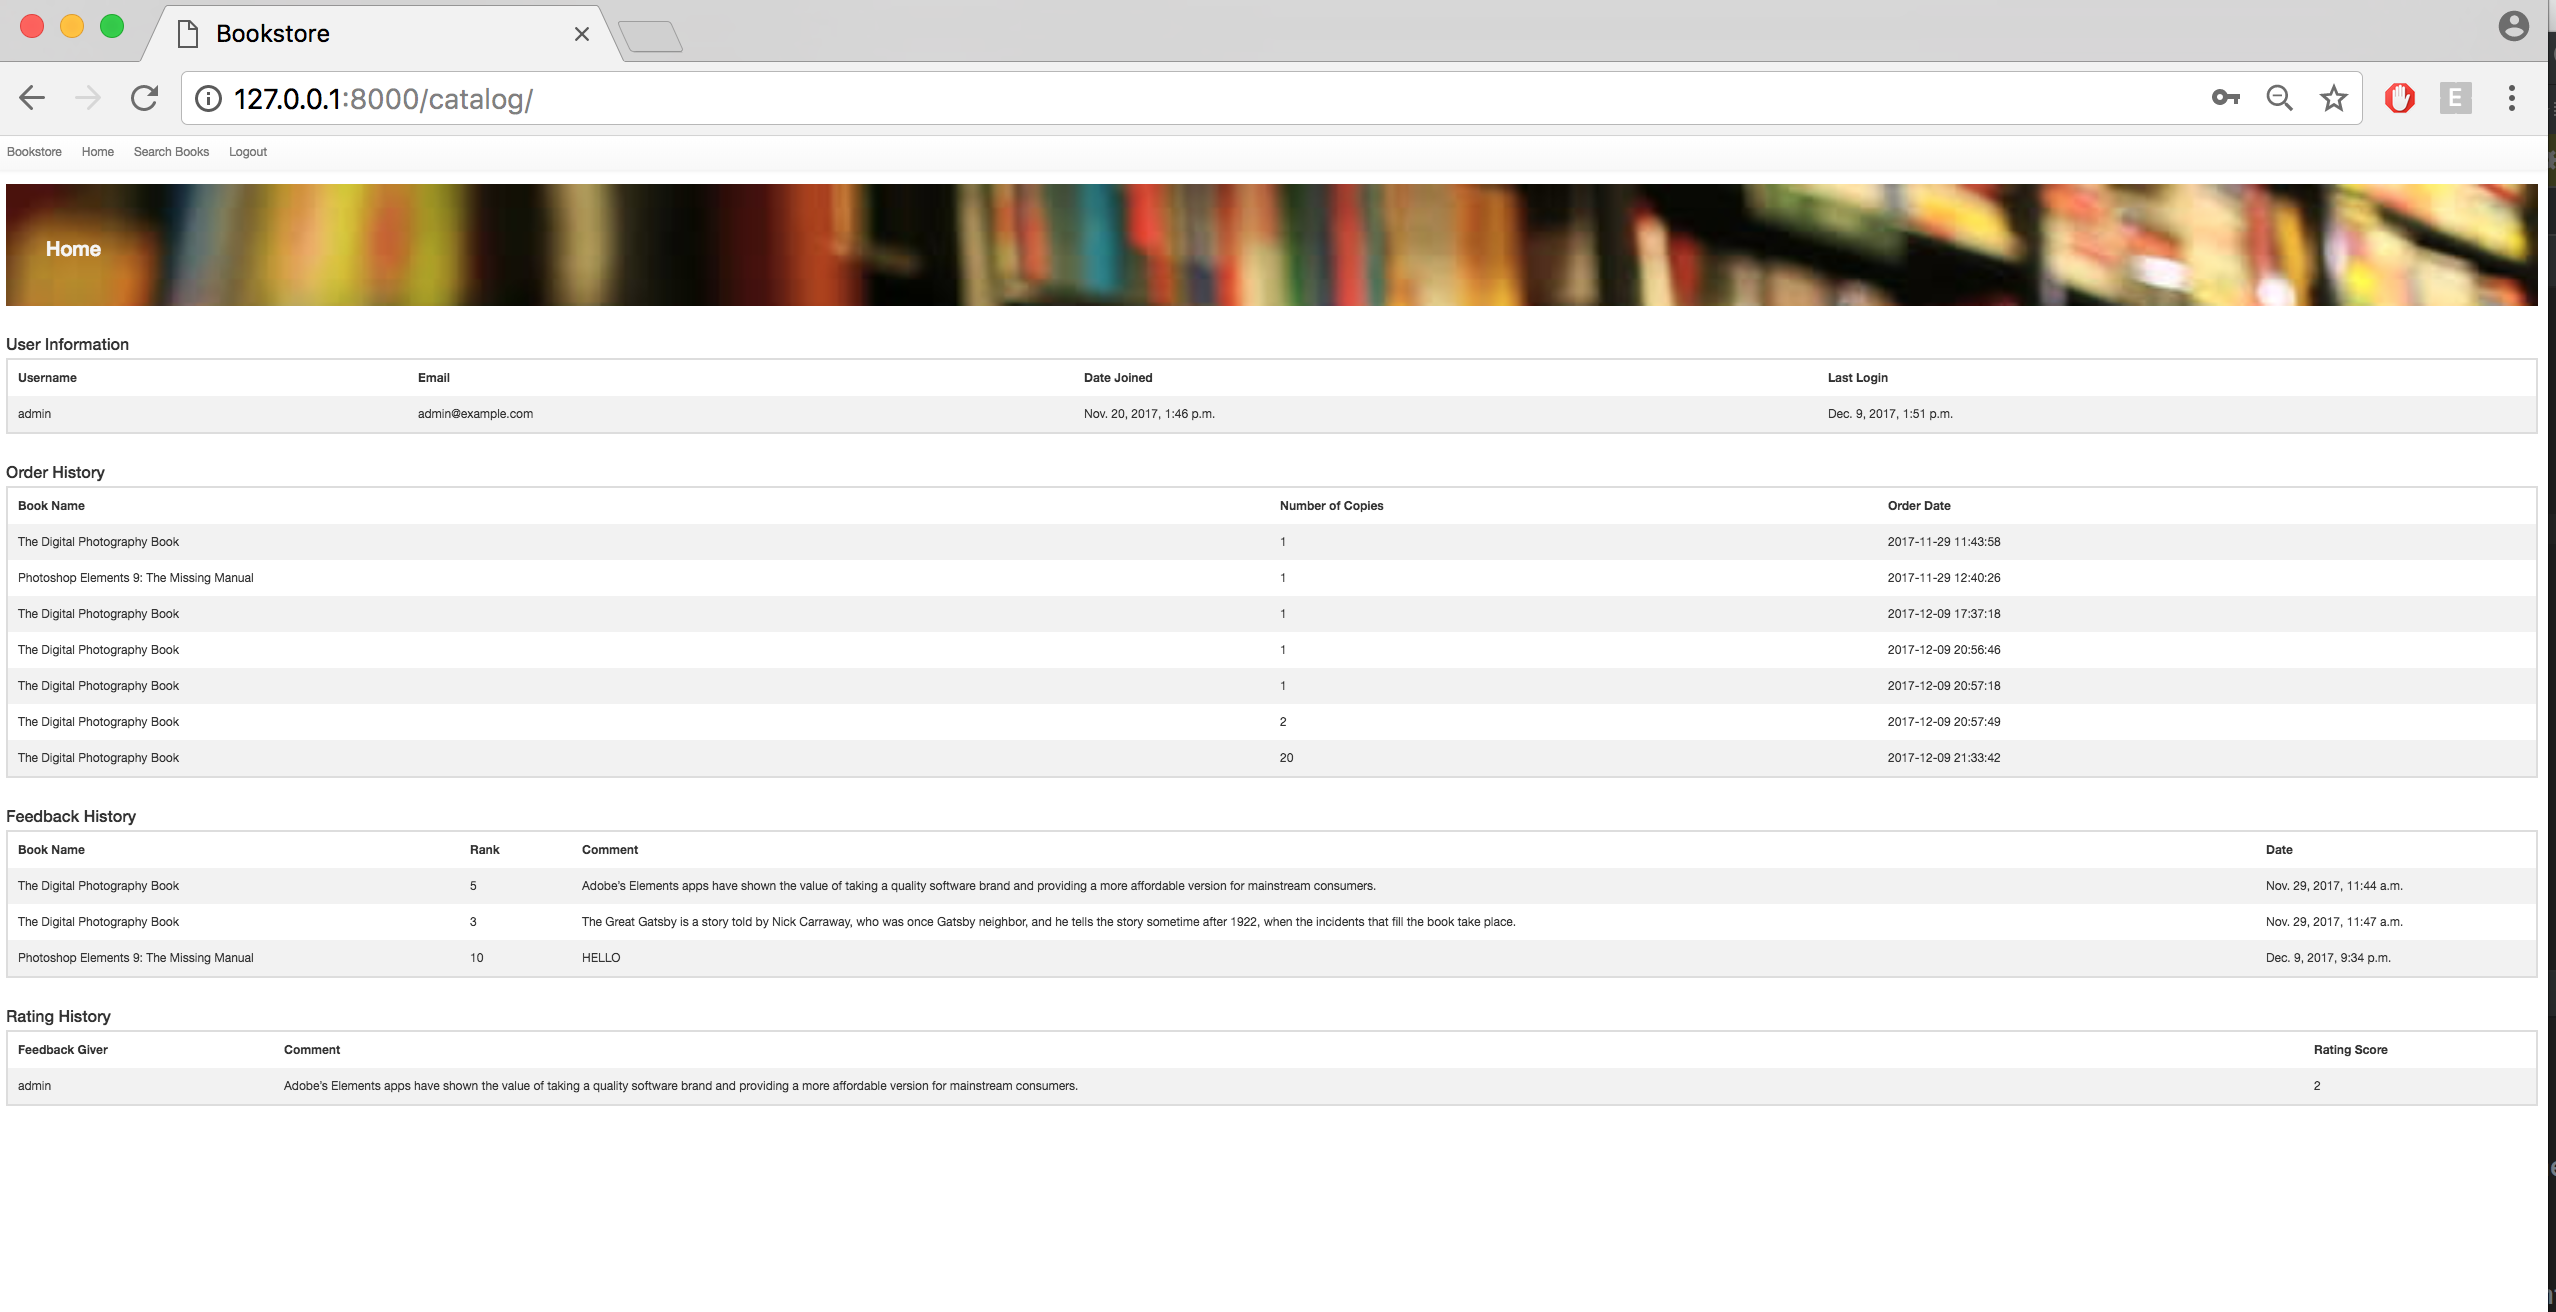 Bookstore
127.0.0.1:8000/catalog/
E
Bookstore Home Search Books Logout
Home
User Information
Username Email Date Joined Last Login
admin admin@example.com Nov. 20, 2017, 1:46 p.m. Dec. 9, 2017, 1:51 p.m.
Order History
Book Name Number of Copies Order Date
The Digital Photography Book 1 2017-11-29 11:43:58
Photoshop Elements 9: The Missing Manual 1 2017-11-29 12:40:26
The Digital Photography Book 1 2017-12-09 17:37:18
The Digital Photography Book 1 2017-12-09 20:56:46
The Digital Photography Book 1 2017-12-09 20:57:18
The Digital Photography Book 2 2017-12-09 20:57:49
The Digital Photography Book 20 2017-12-09 21:33:42
Feedback History
Book Name Rank Comment Date
The Digital Photography Book 5 Adobe’s Elements apps have shown the value of taking a quality software brand and providing a more affordable version for mainstream consumers. Nov. 29, 2017, 11:44 a.m.
The Digital Photography Book 3 The Great Gatsby is a story told by Nick Carraway, who was once Gatsby neighbor, and he tells the story sometime after 1922, when the incidents that fill the book take place. Nov. 29, 2017, 11:47 a.m.
Photoshop Elements 9: The Missing Manual 10 HELLO Dec. 9, 2017, 9:34 p.m.
Rating History
Feedback Giver Comment Rating Score
admin Adobe’s Elements apps have shown the value of taking a quality software brand and providing a more affordable version for mainstream consumers. 2